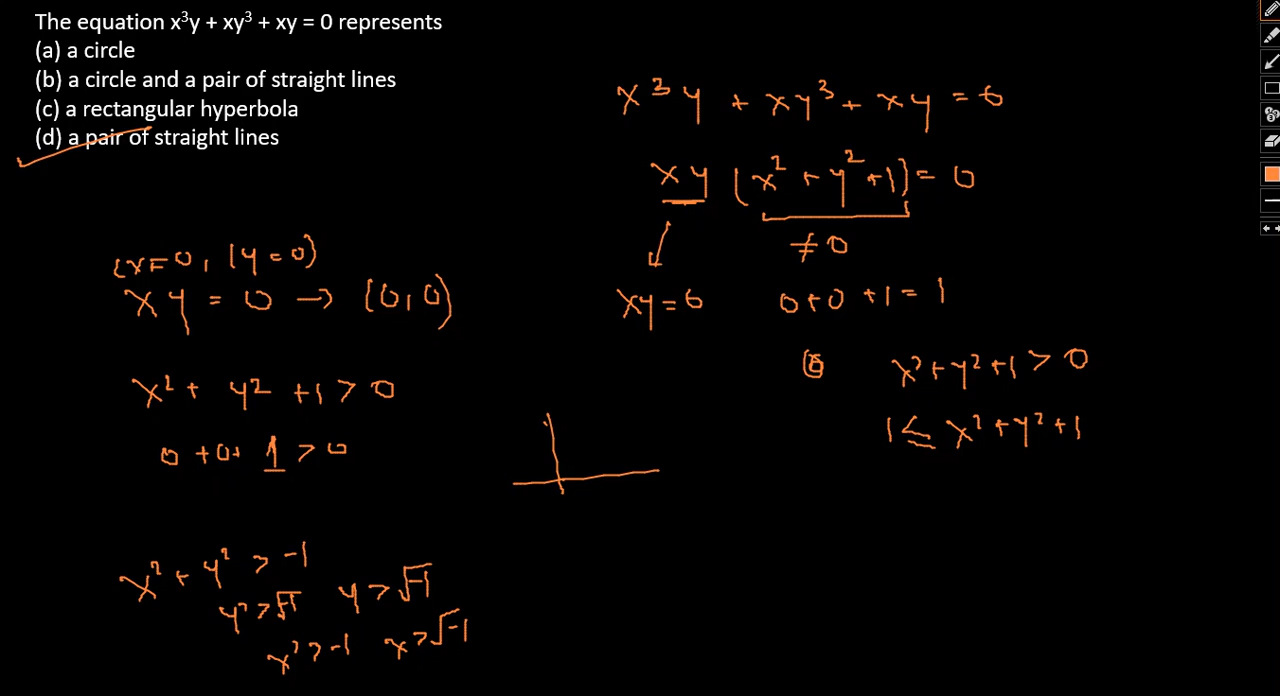 The equation x³y + xy³ + xy = 0 represents
(a) a circle
(b) a circle and a pair of straight lines
(c) a rectangular hyperbola
(d) a pair of straight lines
x³y + xy³ + xy = 0
xy (x² + y² + 1) = 0
≠ 0
xy = 0
0 + 0 + 1 = 1
x² + y² + 1 > 0
1 ≤ x² + y² + 1
(x = 0, (y = 0)
xy = 0 → (0, 0)
x² + y² + 1 > 0
0 + 0 + 1 > 0
x² + y² > -1
y² > √-1 y > √-1
x² > -1 x > √-1